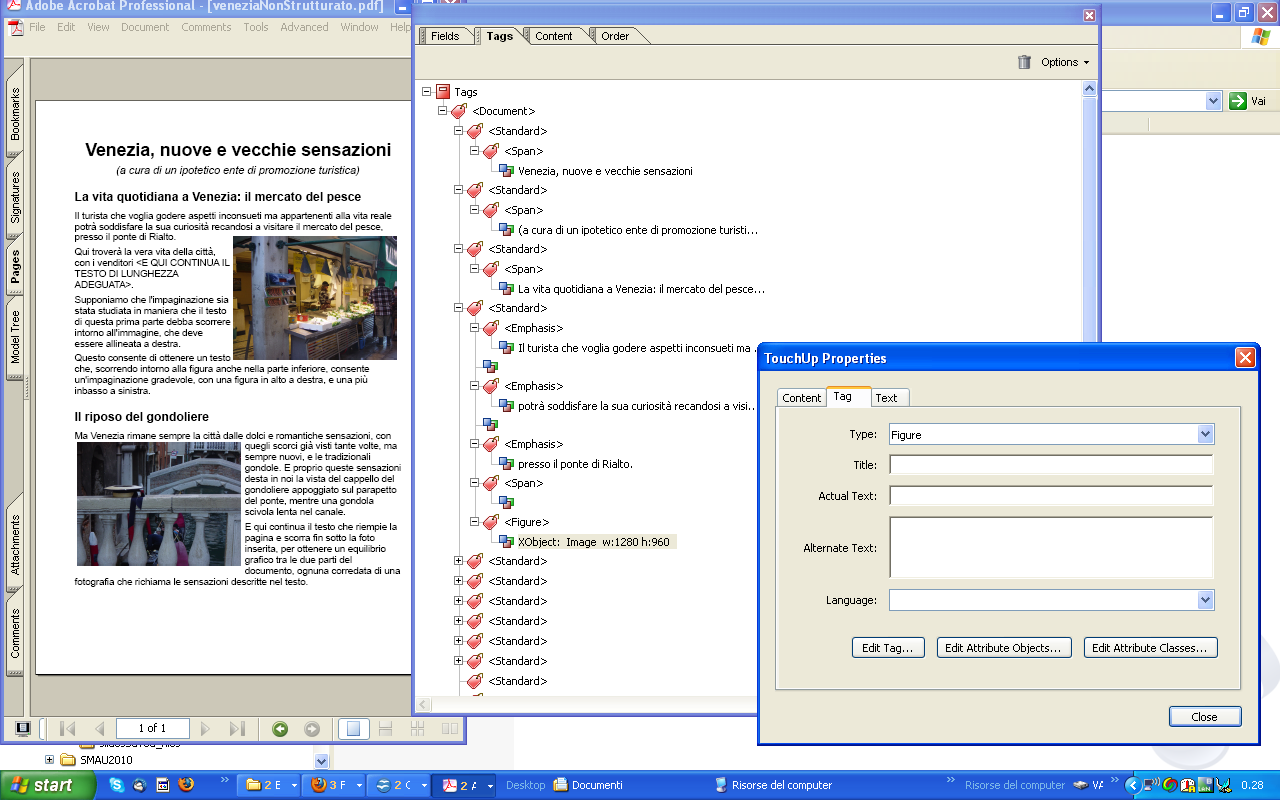 Adobe Acrobat Professional - [veneziaNonStrutturato.pdf]
File Edit View Document Comments Tools Advanced Window Help
Bookmarks
Signatures
Pages
Model Tree
Attachments
Comments
Venezia, nuove e vecchie sensazioni
(a cura di un ipotetico ente di promozione turistica)
La vita quotidiana a Venezia: il mercato del pesce
Il turista che voglia godere aspetti inconsueti ma appartenenti alla vita reale
potrà soddisfare la sua curiosità recandosi a visitare il mercato del pesce,
presso il ponte di Rialto.
Qui troverà la vera vita della città,
con i venditori <E QUI CONTINUA IL
TESTO DI LUNGHEZZA
ADEGUATA>.
Supponiamo che l'impaginazione sia
stata studiata in maniera che il testo
di questa prima parte debba scorrere
intorno all'immagine, che deve
essere allineata a destra.
Questo consente di ottenere un testo
che, scorrendo intorno alla figura anche nella parte inferiore, consente
un'impaginazione gradevole, con una figura in alto a destra, e una più
inbasso a sinistra.
Il riposo del gondoliere
Ma Venezia rimane sempre la città dalle dolci e romantiche sensazioni, con
quegli scorci già visti tante volte, ma
sempre nuovi, e le tradizionali
gondole. E proprio queste sensazioni
desta in noi la vista del cappello del
gondoliere appoggiato sul parapetto
del ponte, mentre una gondola
scivola lenta nel canale.
E qui continua il testo che riempie la
pagina e scorra fin sotto la foto
inserita, per ottenere un equilibrio
grafico tra le due parti del
documento, ognuna corredata di una
fotografia che richiama le sensazioni descritte nel testo.
1 of 1
Fields Tags Content Order
Options
Tags
<Document>
<Standard>
<Span>
Venezia, nuove e vecchie sensazioni
<Standard>
<Span>
(a cura di un ipotetico ente di promozione turisti...
<Standard>
<Span>
La vita quotidiana a Venezia: il mercato del pesce...
<Standard>
<Emphasis>
Il turista che voglia godere aspetti inconsueti ma
<Emphasis>
potrà soddisfare la sua curiosità recandosi a visi...
<Emphasis>
presso il ponte di Rialto.
<Span>
<Figure>
XObject: Image w:1280 h:960
<Standard>
<Standard>
<Standard>
<Standard>
<Standard>
<Standard>
<Standard>
Vai
TouchUp Properties
Content Tag Text
Type: Figure
Title:
Actual Text:
Alternate Text:
Language:
Edit Tag... Edit Attribute Objects... Edit Attribute Classes...
Close
SMAU2010
start 2 E 3 F 2 2 Desktop Documenti Risorse del computer Risorse del computer 0.28